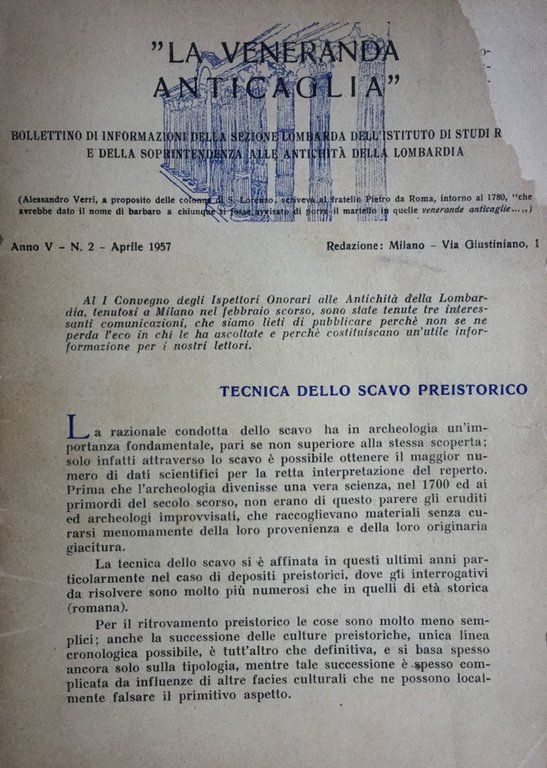 "LA VENERANDA
ANTICAGLIA"
BOLLETTINO DI INFORMAZIONI DELLA SEZIONE LOMBARDA DELL'ISTITUTO DI STUDI R
E DELLA SOPRINTENDENZA ALLE ANTICHITÀ DELLA LOMBARDIA
(Alessandro Verri, a proposito delle colonne di S. Lorenzo, scriveva al fratello Pietro da Roma, intorno al 1780, "che
avrebbe dato il nome di barbaro a chiunque si fosse avvisato di porre il martello in quelle venerande anticaglie...„)
Anno V - N. 2 - Aprile 1957 Redazione: Milano - Via Giustiniano, 1
Al I Convegno degli Ispettori Onorari alle Antichità della Lombar-
dia, tenutosi a Milano nel febbraio scorso, sono state tenute tre interes-
santi comunicazioni, che siamo lieti di pubblicare perchè non se ne
perda l'eco in chi le ha ascoltate e perchè costituiscano un'utile infor-
formazione per i nostri lettori.
TECNICA DELLO SCAVO PREISTORICO
La razionale condotta dello scavo ha in archeologia un'im-
portanza fondamentale, pari se non superiore alla stessa scoperta;
solo infatti attraverso lo scavo è possibile ottenere il maggior nu-
mero di dati scientifici per la retta interpretazione del reperto.
Prima che l'archeologia divenisse una vera scienza, nel 1700 ed ai
primordi del secolo scorso, non erano di questo parere gli eruditi
ed archeologi improvvisati, che raccoglievano materiali senza cu-
rarsi menomamente della loro provenienza e della loro originaria
giacitura.
La tecnica dello scavo si è affinata in questi ultimi anni par-
ticolarmente nel caso di depositi preistorici, dove gli interrogativi
da risolvere sono molto più numerosi che in quelli di età storica
(romana).
Per il ritrovamento preistorico le cose sono molto meno sem-
plici; anche la successione delle culture preistoriche, unica linea
cronologica possibile, è tutt'altro che definitiva, e si basa spesso
ancora solo sulla tipologia, mentre tale successione è spesso com-
plicata da influenze di altre facies culturali che ne possono local-
mente falsare il primitivo aspetto.